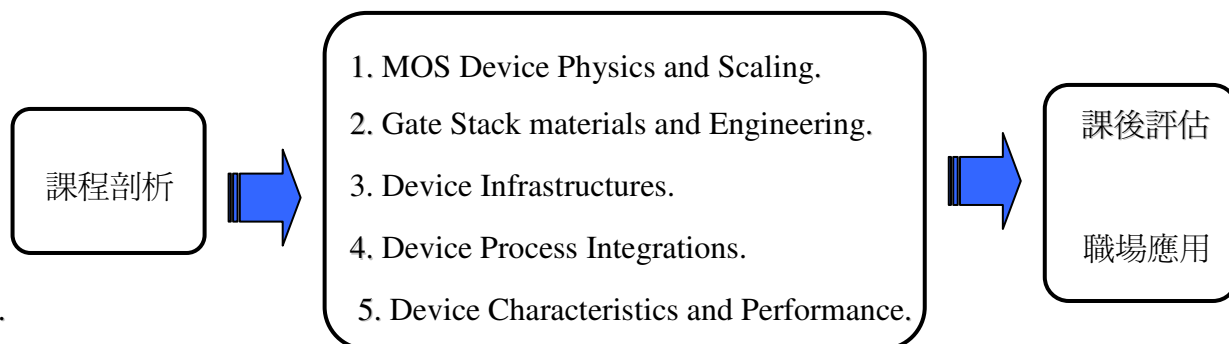 課程剖析
1. MOS Device Physics and Scaling.
2. Gate Stack materials and Engineering.
3. Device Infrastructures.
4. Device Process Integrations.
5. Device Characteristics and Performance.
課後評估
職場應用
.